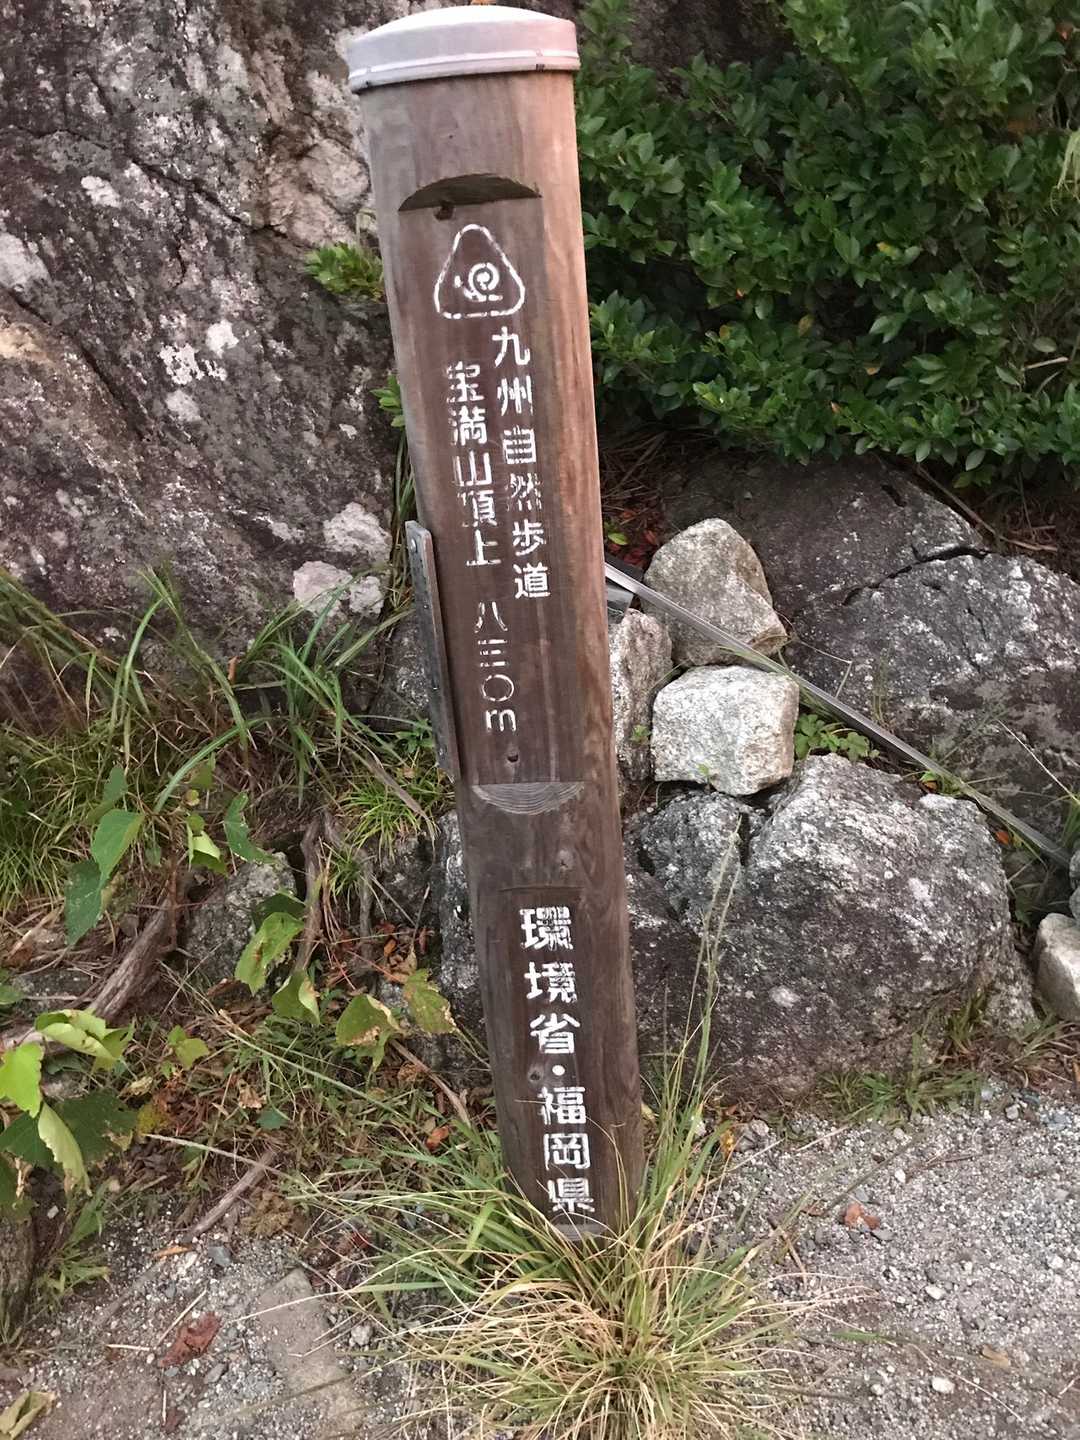 九州自然歩道
宝満山頂上 八三〇m
環境省・福岡県